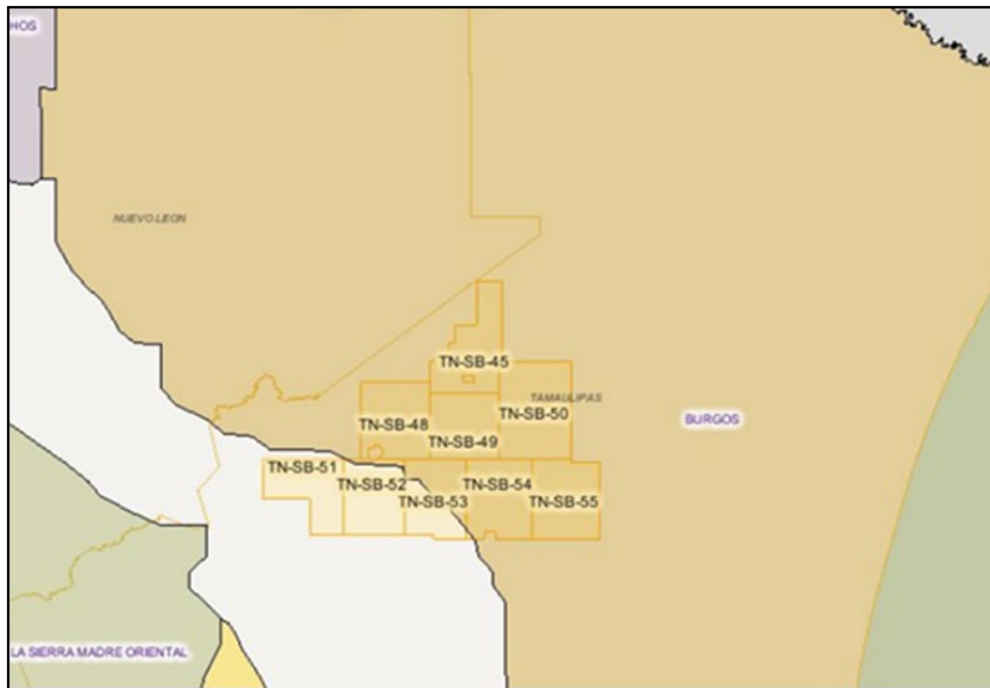 HOS
NUEVO LEON
TN-SB-45
TAMAULIPAS
TN-SB-50
BURGOS
TN-SB-48
TN-SB-49
TN-SB-51
TN-SB-52
TN-SB-54
TN-SB-53
TN-SB-55
LA SIERRA MADRE ORIENTAL